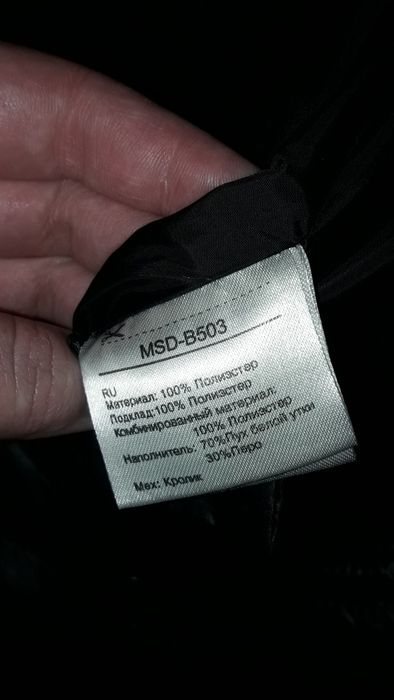 MSD-B503
RU
Материал: 100% Полиэстер
Подклад:100% Полиэстер
Комбинированный материал:
100% Полиэстер
Наполнитель: 70%Пух белой утки
30%Перо
Мех: Кролик